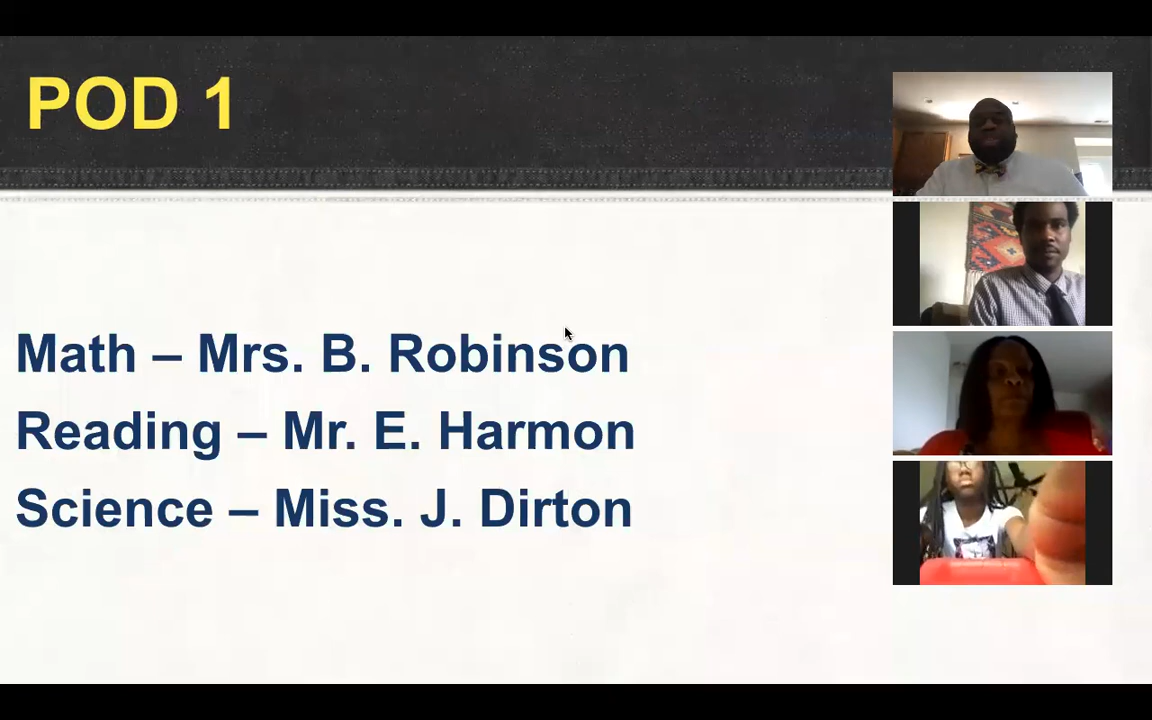 POD 1
Math – Mrs. B. Robinson
Reading – Mr. E. Harmon
Science – Miss. J. Dirton